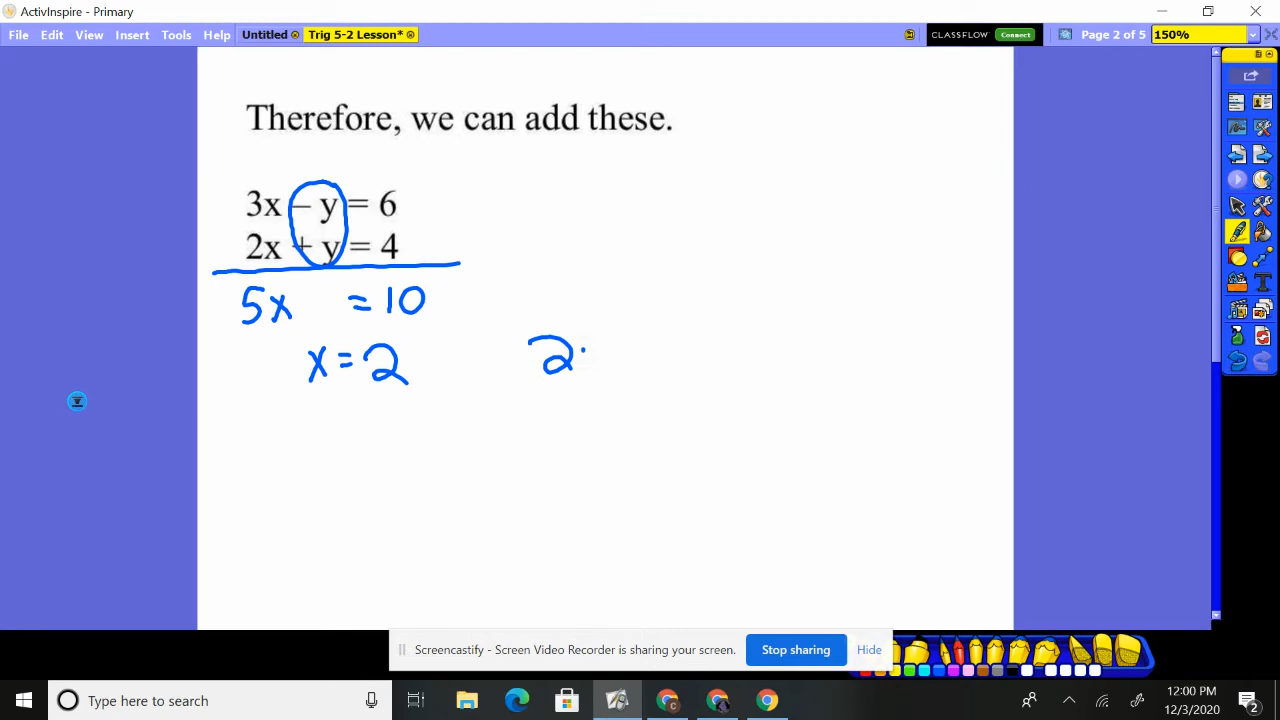 ActivInspire - Primary
File Edit View Insert Tools Help Untitled Trig 5-2 Lesson* CLASSFLOW Connect Page 2 of 5 150%
Therefore, we can add these.
3x – y = 6
2x + y = 4
5x = 10
x = 2 2
Screencastify - Screen Video Recorder is sharing your screen. Stop sharing Hide
Type here to search
12:00 PM
12/3/2020
2